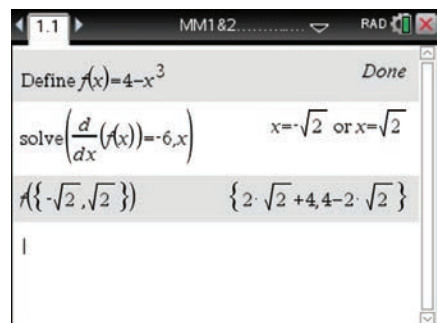 1.1 MM1&2............ RAD
Define f(x)=4-x³ Done
solve(d/dx(f(x))=-6,x) x=-√2 or x=√2
f({-√2,√2}) {2·√2+4,4-2·√2}